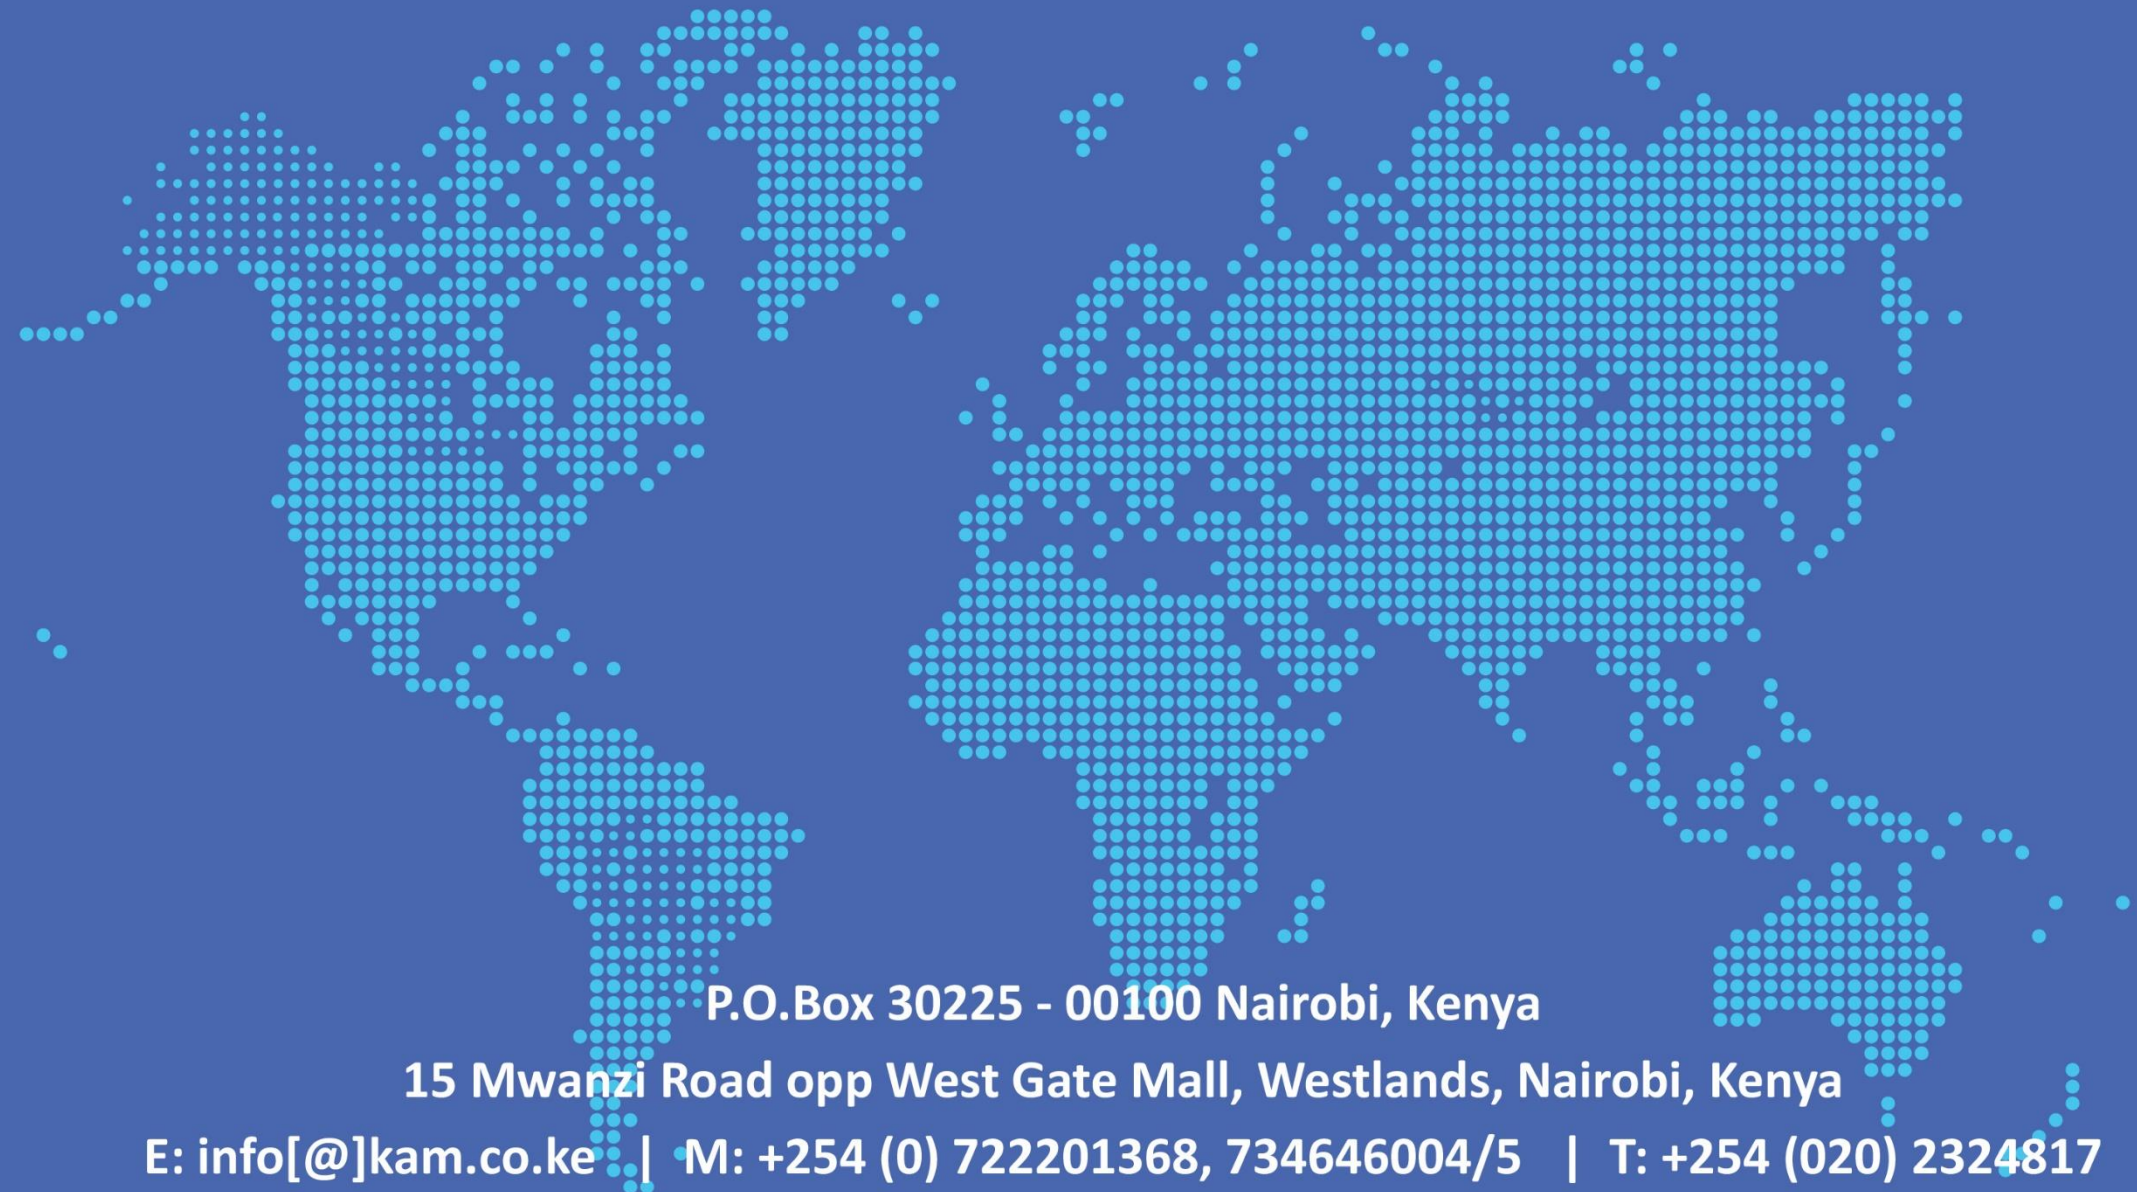 P.O.Box 30225 - 00100 Nairobi, Kenya
15 Mwanzi Road opp West Gate Mall, Westlands, Nairobi, Kenya
E: info[@]kam.co.ke | M: +254 (0) 722201368, 734646004/5 | T: +254 (020) 2324817